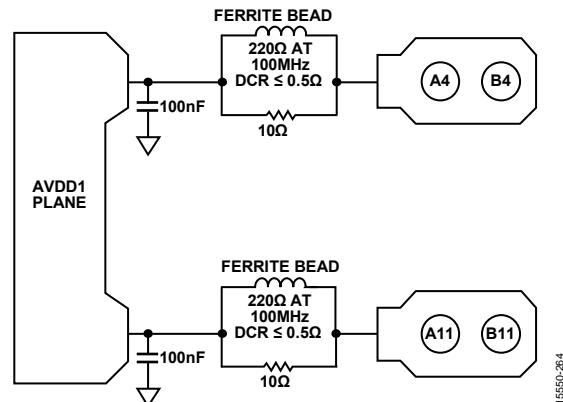 FERRITE BEAD
220Ω AT
100MHz
DCR ≤ 0.5Ω
10Ω
100nF
A4
B4
AVDD1
PLANE
FERRITE BEAD
220Ω AT
100MHz
DCR ≤ 0.5Ω
10Ω
100nF
A11
B11
15550-264